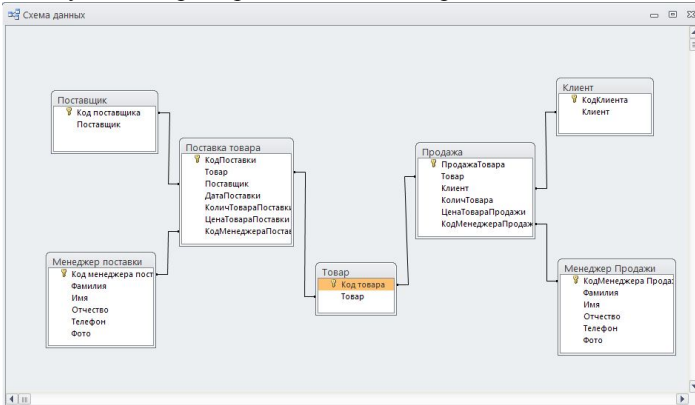 Схема данных
Поставщик
Код поставщика
Поставщик
Поставка товара
КодПоставки
Товар
Поставщик
ДатаПоставки
КоличТовараПоставки
ЦенаТовараПоставки
КодМенеджераПостав
Менеджер поставки
Код менеджера пост
Фамилия
Имя
Отчество
Телефон
Фото
Товар
Код товара
Товар
Продажа
ПродажаТовара
Товар
Клиент
КоличТовара
ЦенаТовараПродажи
КодМенеджераПродаж
Клиент
КодКлиента
Клиент
Менеджер Продажи
КодМенеджера Прода
Фамилия
Имя
Отчество
Телефон
Фото